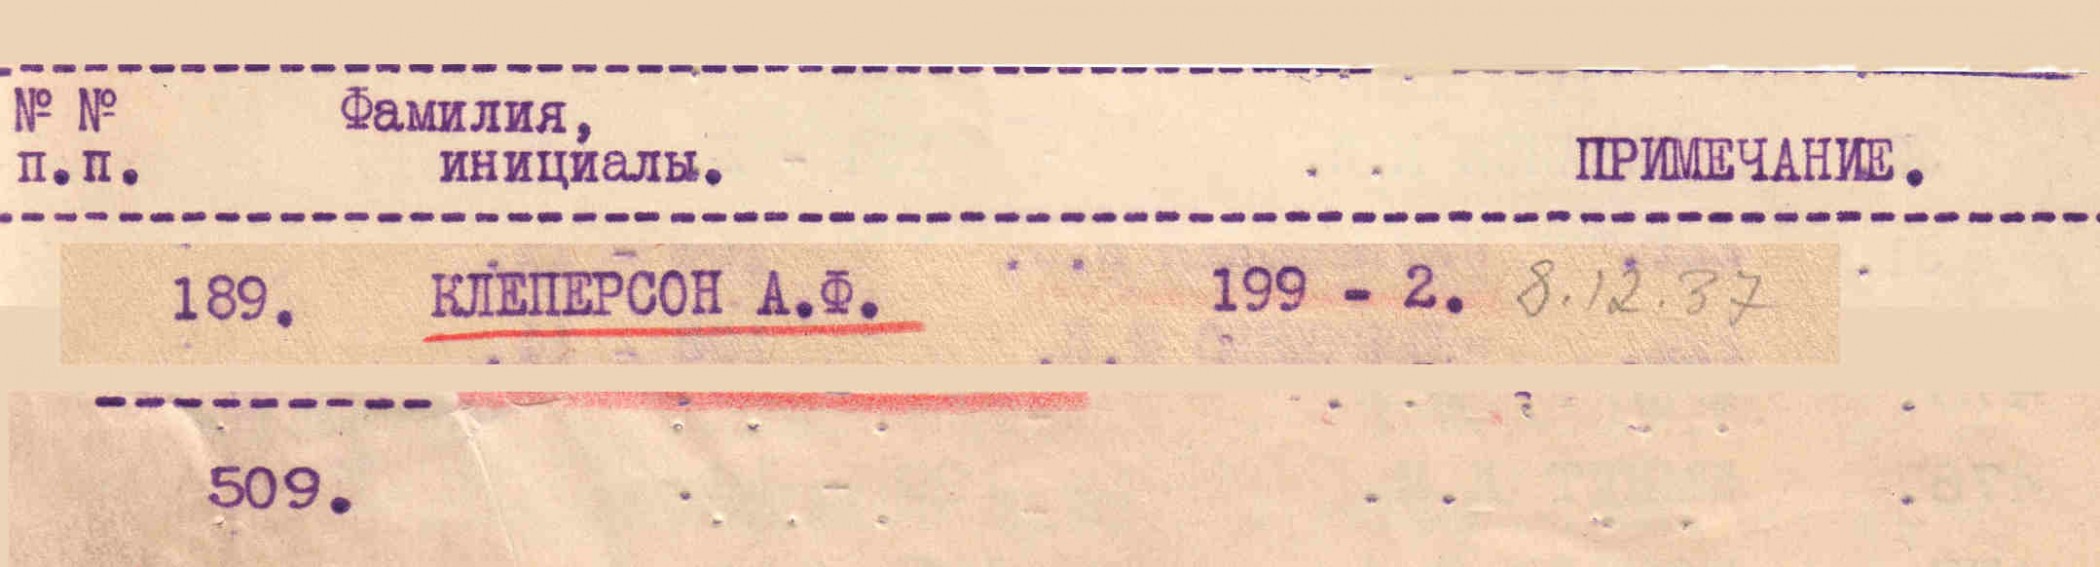 № № Фамилия,
п.п. инициалы. ПРИМЕЧАНИЕ.
189. КЛЕПЕРСОН А.Ф. 199 - 2. 8.12.37
509.